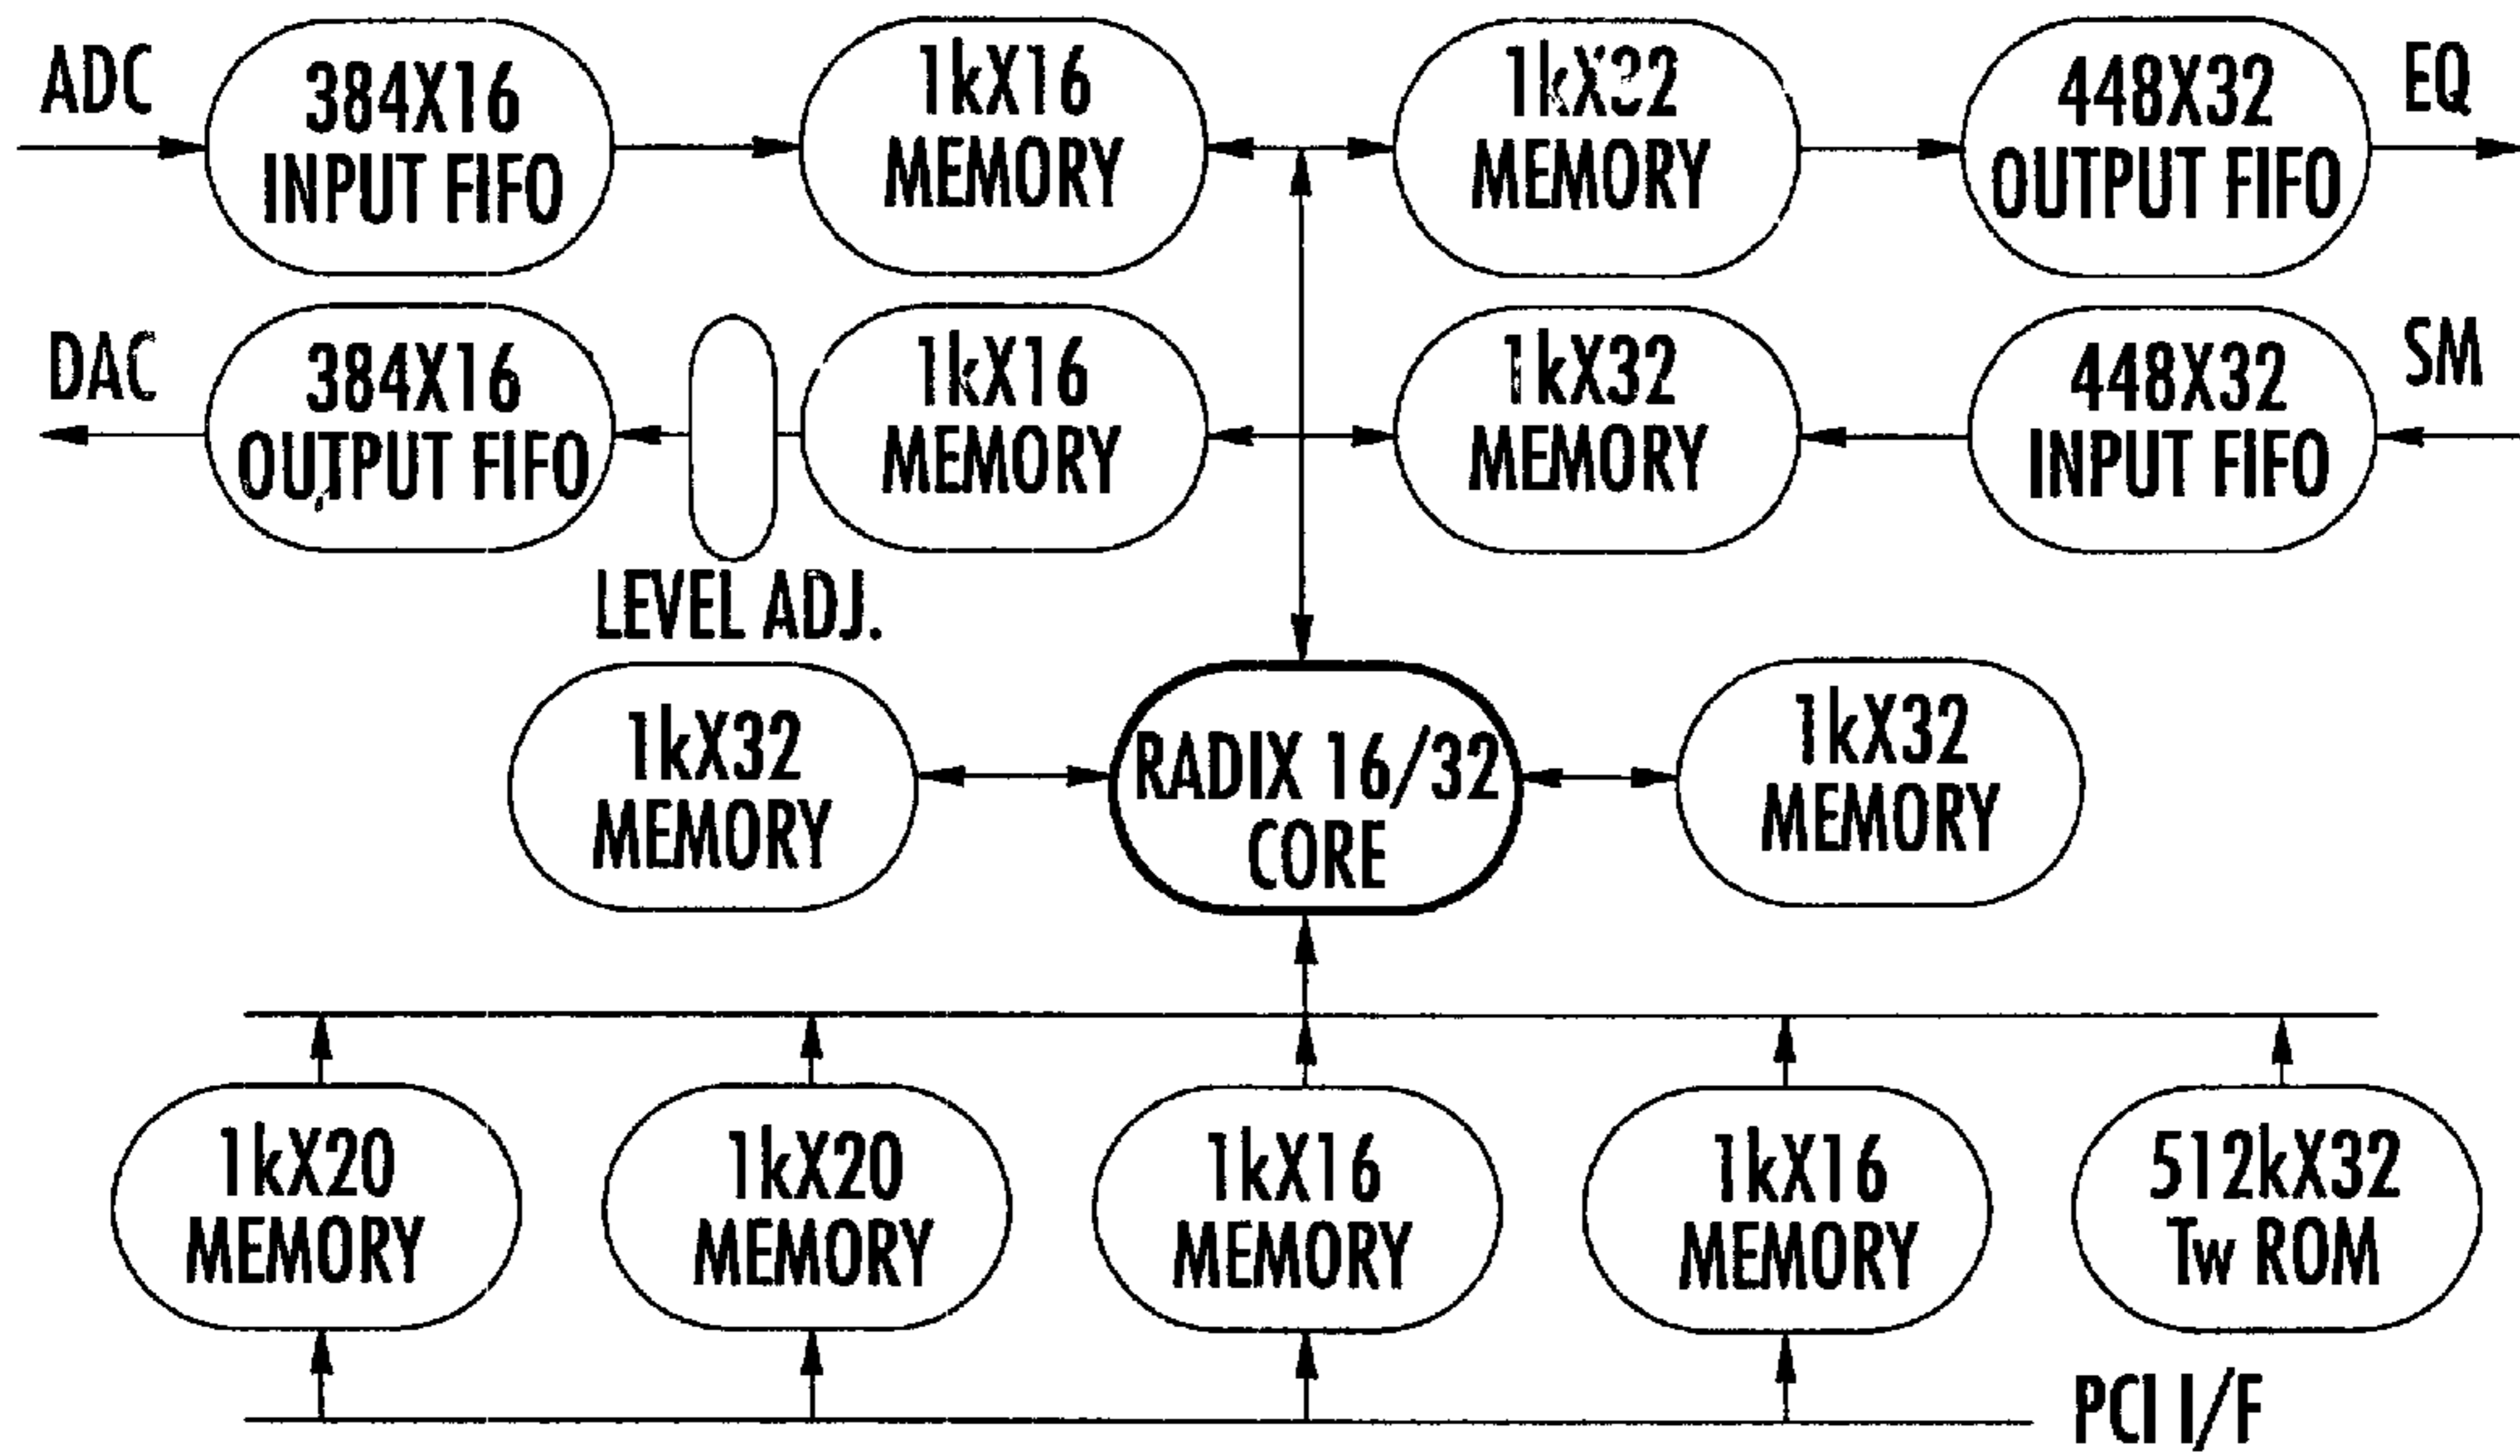 ADC
384X16
INPUT FIFO
1kX16
MEMORY
1kX32
MEMORY
448X32
OUTPUT FIFO
EQ
DAC
384X16
OUTPUT FIFO
LEVEL ADJ.
1kX16
MEMORY
1kX32
MEMORY
448X32
INPUT FIFO
SM
1kX32
MEMORY
RADIX 16/32
CORE
1kX32
MEMORY
1kX20
MEMORY
1kX20
MEMORY
1kX16
MEMORY
1kX16
MEMORY
512kX32
Tw ROM
PCI I/F